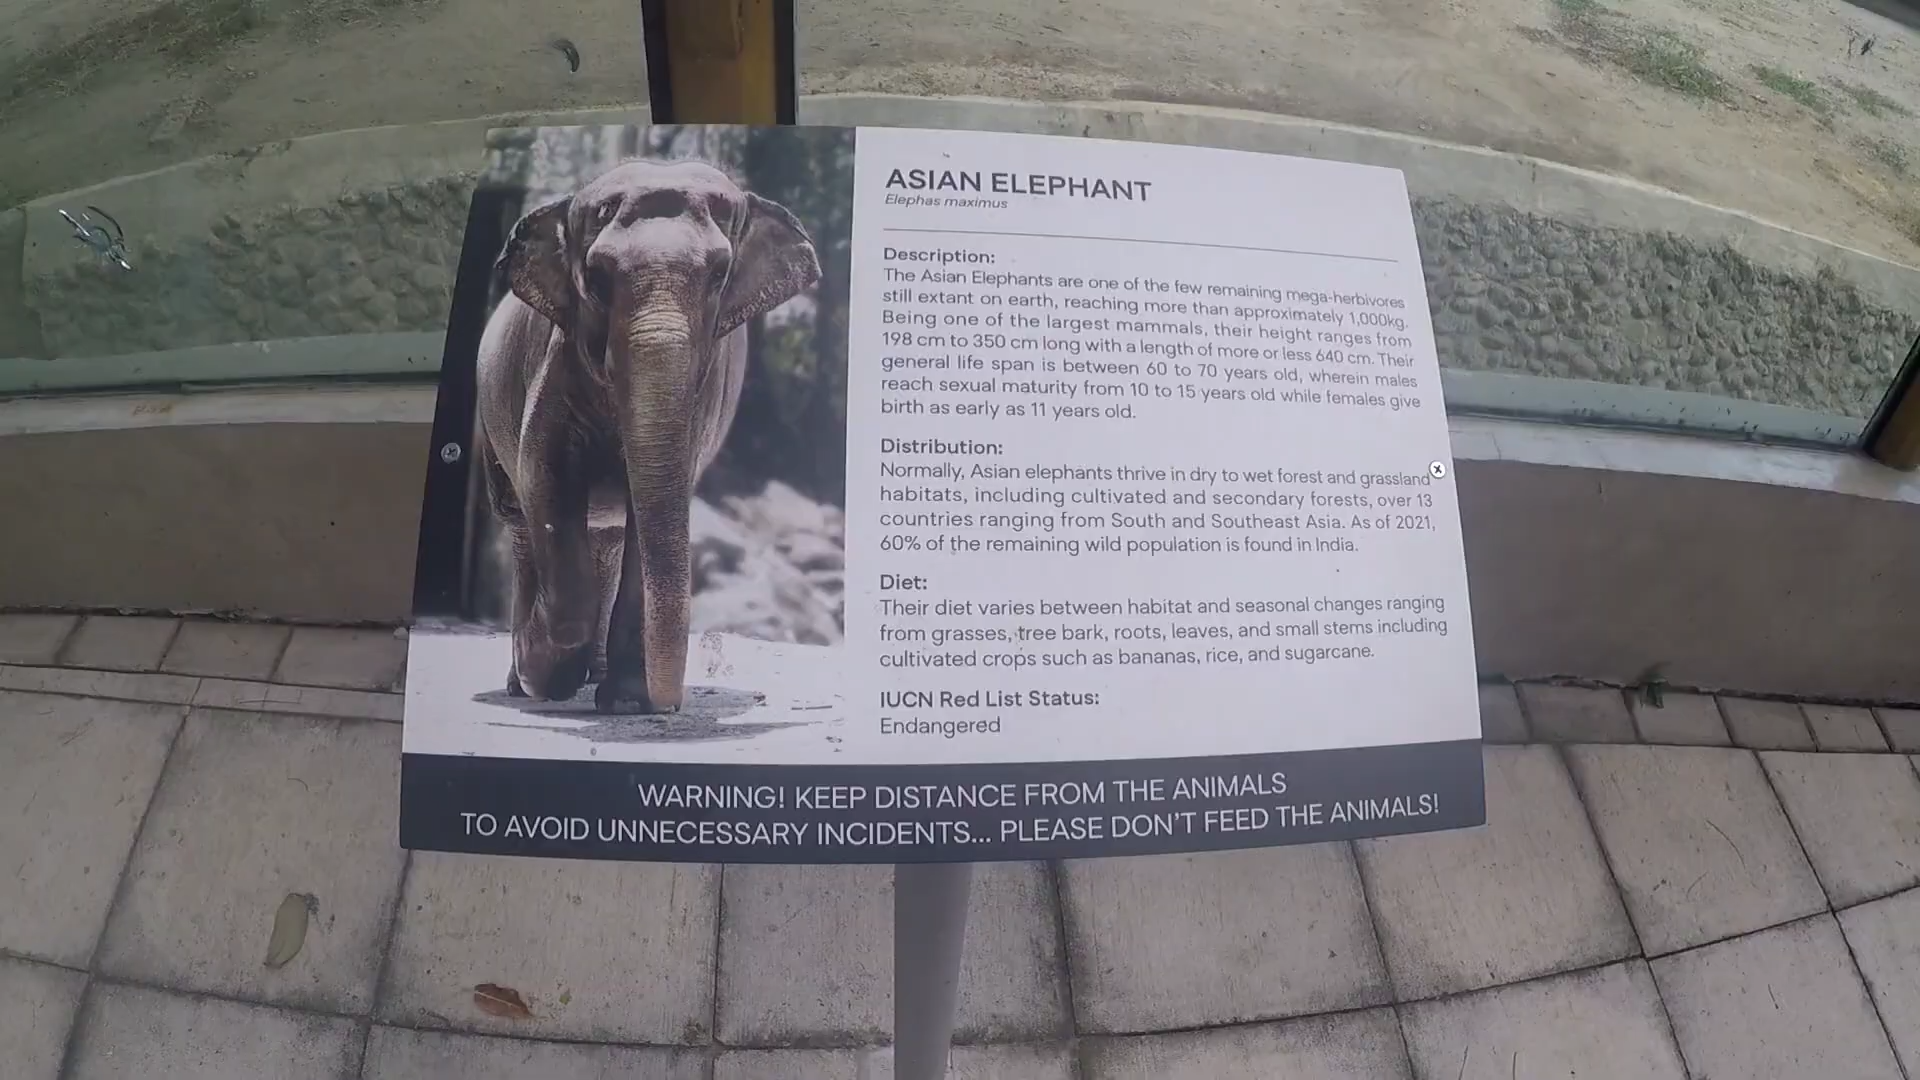 ASIAN ELEPHANT
Elephas maximus
Description:
The Asian Elephants are one of the few remaining mega-herbivores
still extant on earth, reaching more than approximately 1,000kg.
Being one of the largest mammals, their height ranges from
198 cm to 350 cm long with a length of more or less 640 cm. Their
general life span is between 60 to 70 years old, wherein males
reach sexual maturity from 10 to 15 years old while females give
birth as early as 11 years old.
Distribution:
Normally, Asian elephants thrive in dry to wet forest and grassland
habitats, including cultivated and secondary forests, over 13
countries ranging from South and Southeast Asia. As of 2021,
60% of the remaining wild population is found in India.
Diet:
Their diet varies between habitat and seasonal changes ranging
from grasses, tree bark, roots, leaves, and small stems including
cultivated crops such as bananas, rice, and sugarcane.
IUCN Red List Status:
Endangered
WARNING! KEEP DISTANCE FROM THE ANIMALS
TO AVOID UNNECESSARY INCIDENTS... PLEASE DON'T FEED THE ANIMALS!